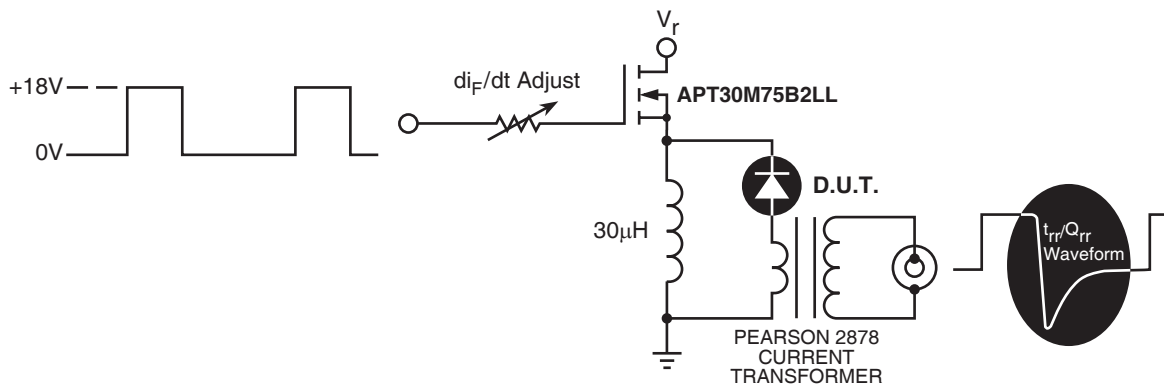 V_r
+18V
di_F/dt Adjust
APT30M75B2LL
0V
D.U.T.
30μH
t_rr/Q_rr
Waveform
PEARSON 2878
CURRENT
TRANSFORMER